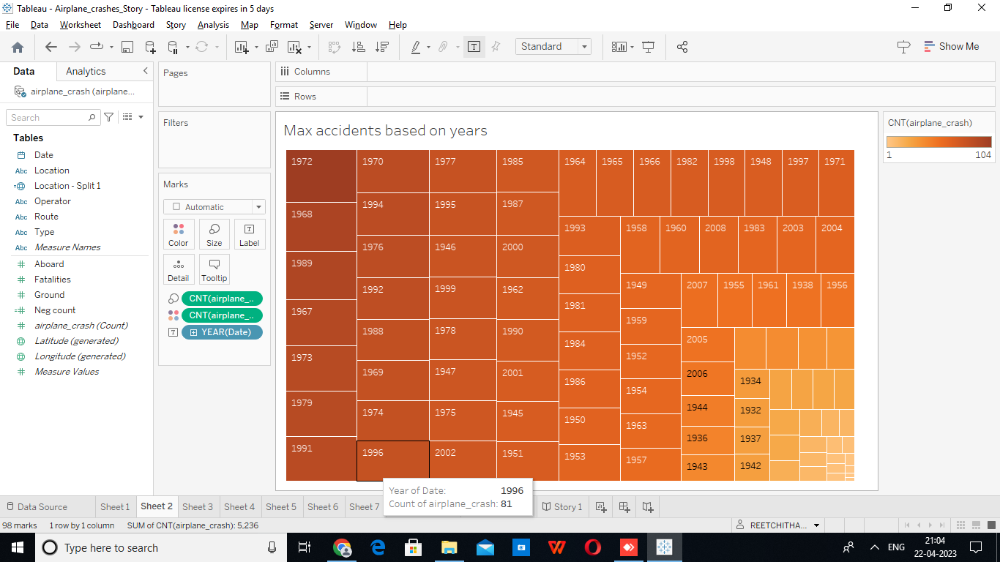 Tableau - Airplane_crashes_Story - Tableau license expires in 5 days
File Data Worksheet Dashboard Story Analysis Map Format Server Window Help
Standard
Show Me
Data Analytics
airplane_crash (airplane...
Search
Tables
Date
Abc Location
Location - Split 1
Abc Operator
Abc Route
Abc Type
Abc Measure Names
Aboard
Fatalities
Ground
Neg count
airplane_crash (Count)
Latitude (generated)
Longitude (generated)
Measure Values
Pages
Filters
Marks
Automatic
Color Size Label
Detail Tooltip
CNT(airplane_..
CNT(airplane_..
YEAR(Date)
Columns
Rows
Max accidents based on years
1972
1968
1989
1967
1973
1979
1991
1970
1994
1976
1992
1988
1969
1974
1996
1977
1995
1946
1999
1978
1947
1975
2002
1985
1987
2000
1962
1990
2001
1945
1951
1964 1965 1966 1982 1998 1948 1997 1971
1993
1980
1981
1984
1986
1950
1953
1958 1960 2008 1983 2003 2004
1949
1959
1952
1954
1963
1957
2007 1955 1961 1938 1956
2005
2006
1944
1936
1943
1934
1932
1937
1942
Year of Date: 1996
Count of airplane_crash: 81
CNT(airplane_crash)
1 104
Data Source Sheet 1 Sheet 2 Sheet 3 Sheet 4 Sheet 5 Sheet 6 Sheet 7 Story 1
98 marks 1 row by 1 column SUM of CNT(airplane_crash): 5,236
REETCHITHA...
Type here to search
ENG
21:04
22-04-2023